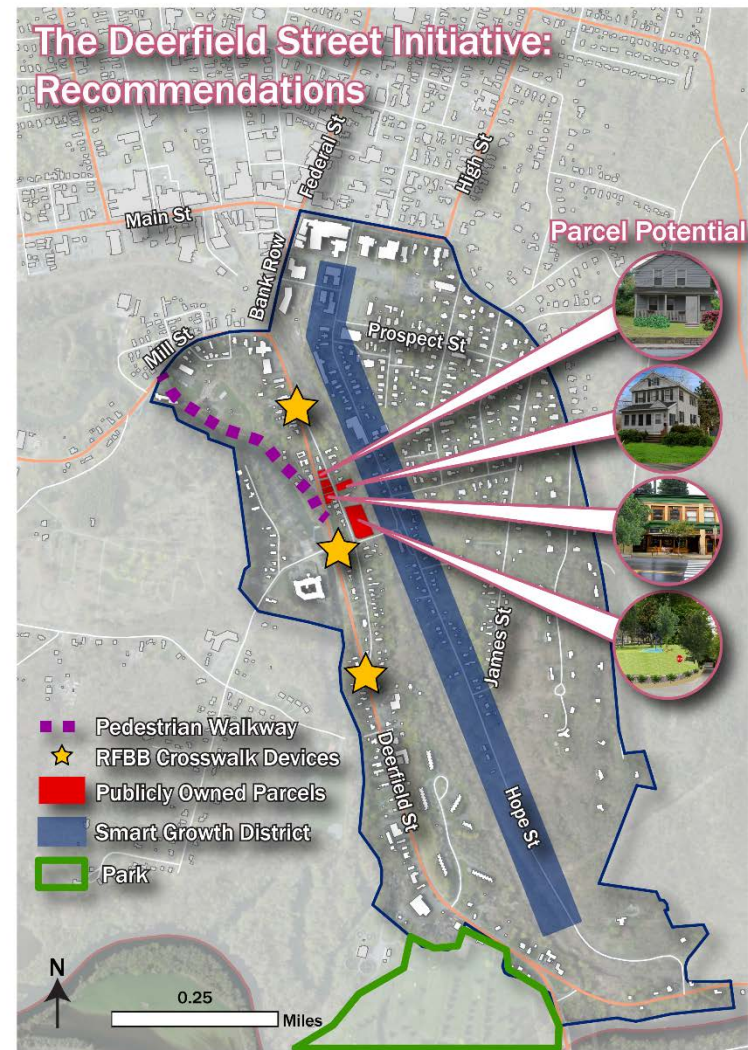 The Deerfield Street Initiative:
Recommendations
Federal St
High St
Main St
Bank Row
Parcel Potential
Mill St
Prospect St
James St
Pedestrian Walkway
RFBB Crosswalk Devices
Publicly Owned Parcels
Smart Growth District
Park
Deerfield St
Hope St
N
0.25
Miles